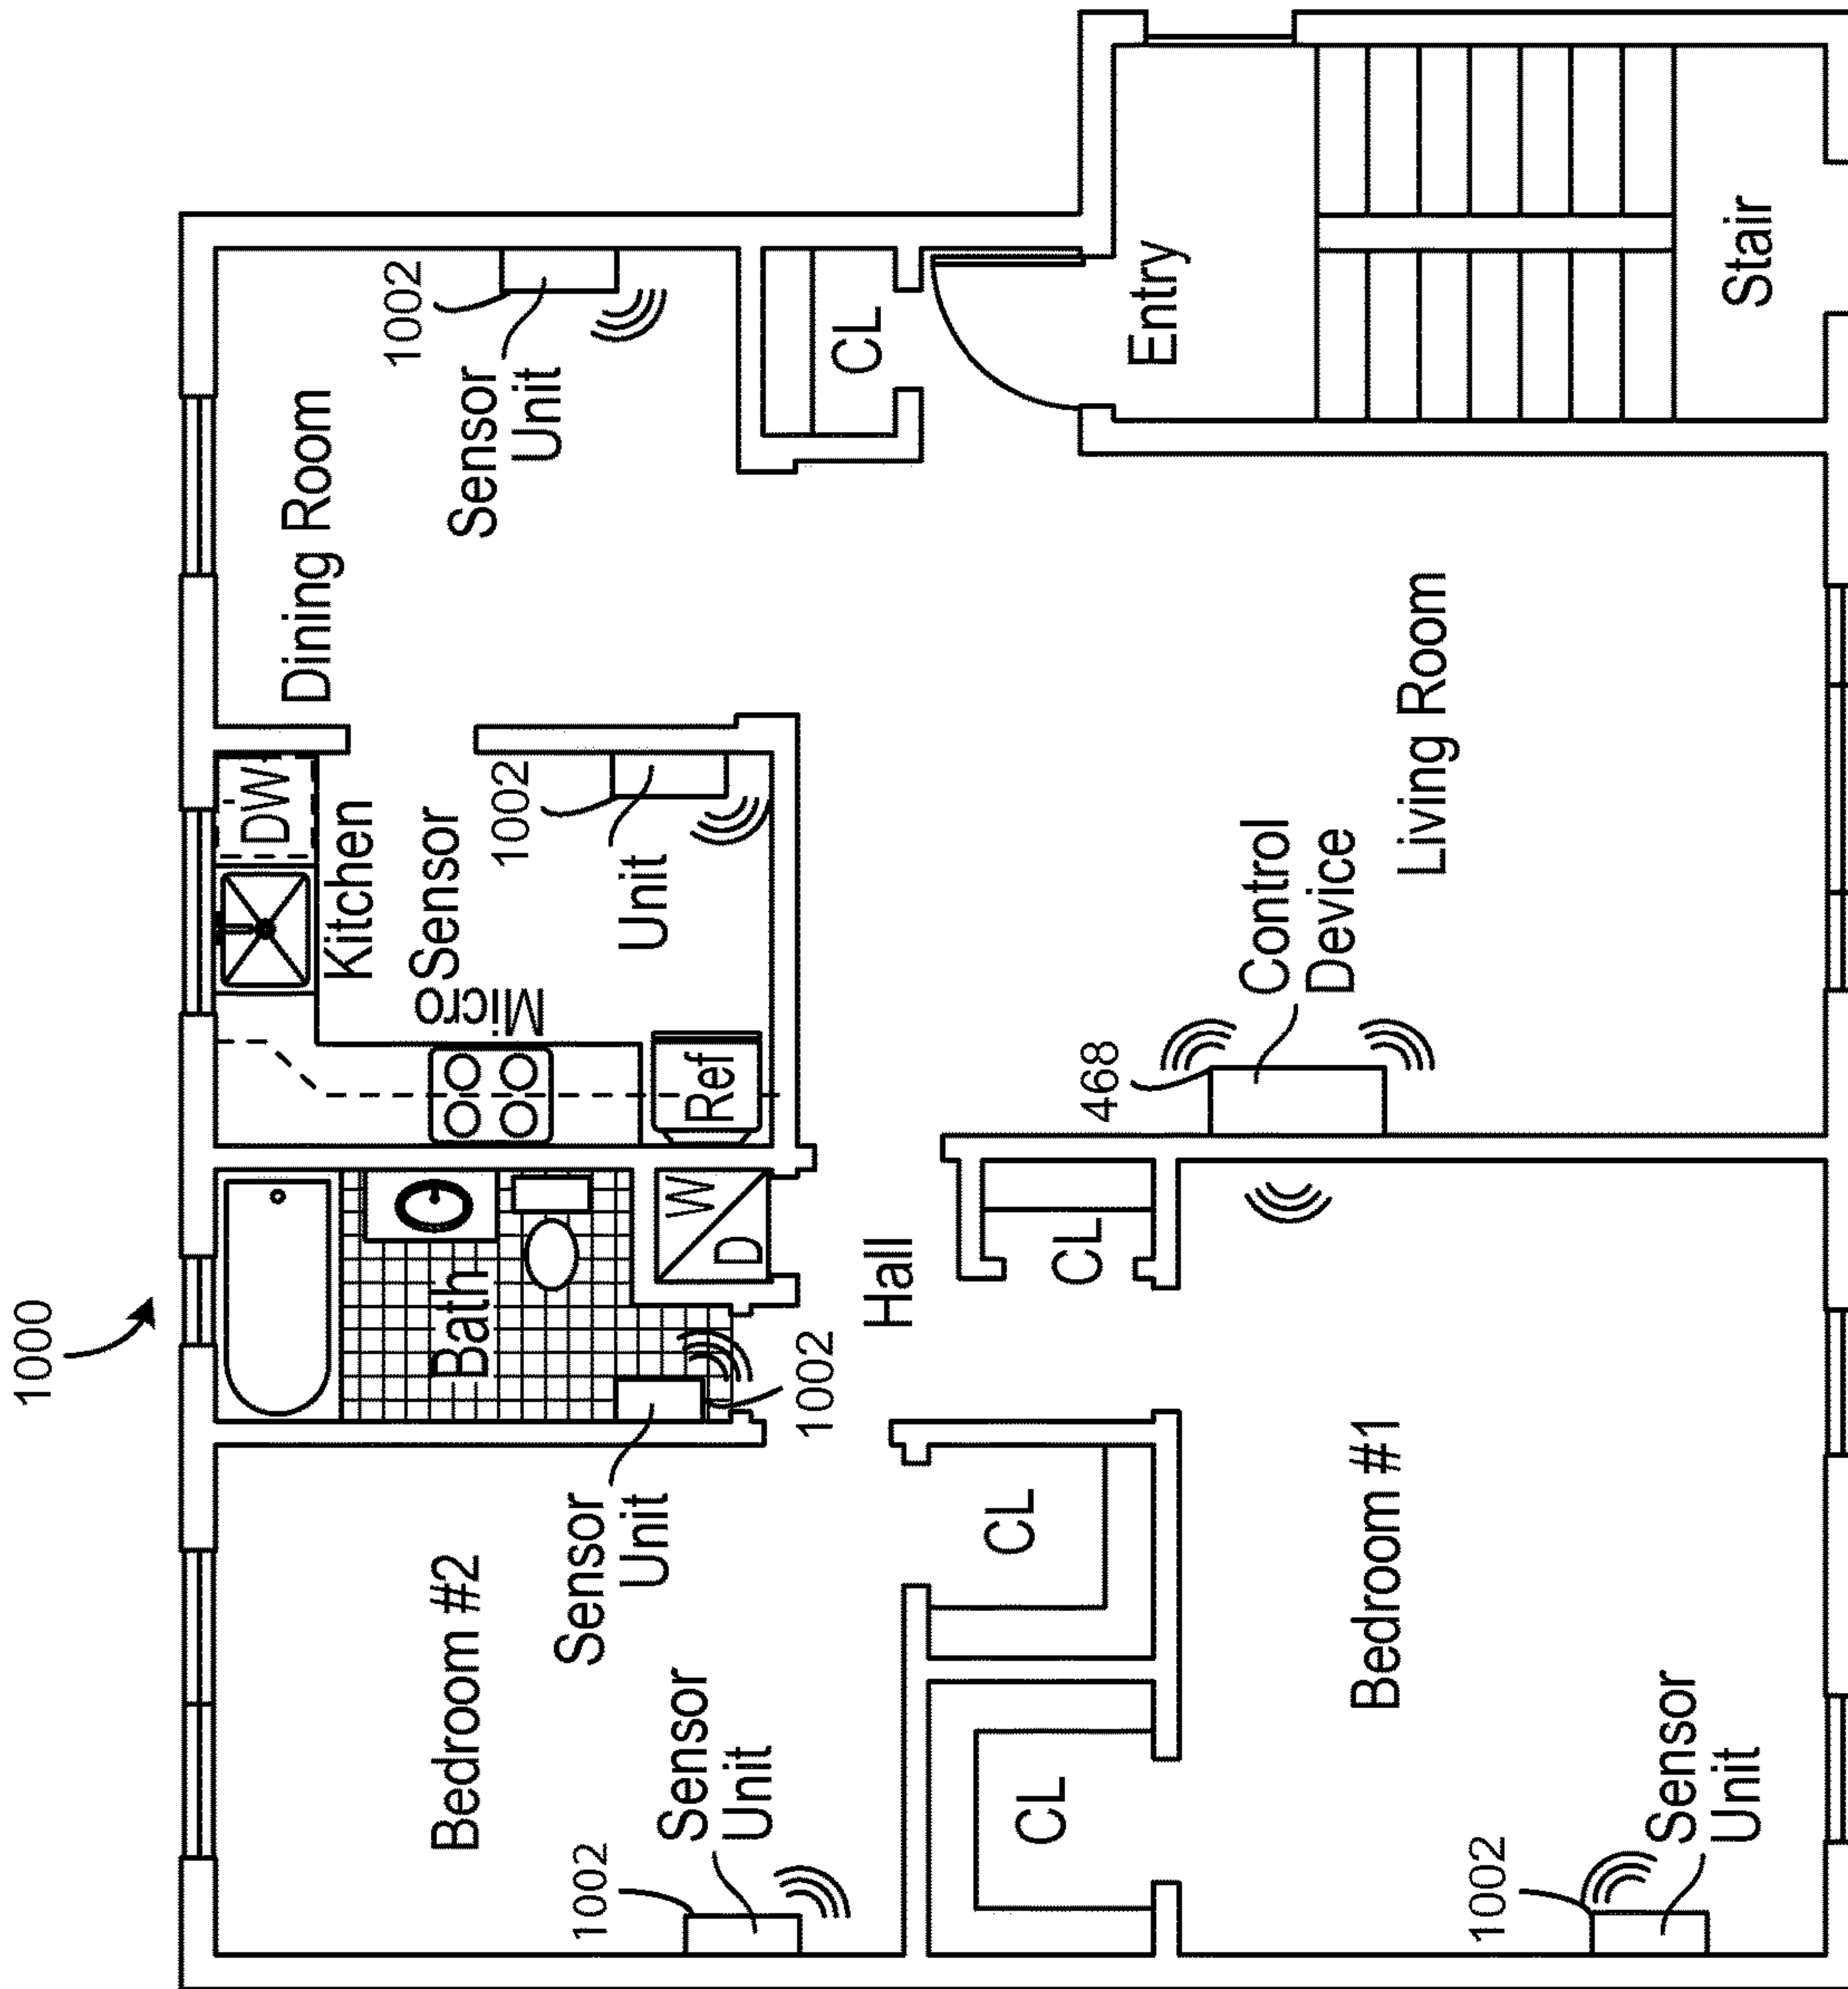 1000
Bedroom #2
Bath
Kitchen
DW
Dining Room
1002
Sensor
Unit
Micro
Sensor
Unit
1002
Ref
W
D
Sensor
Unit
1002
Sensor
Unit
1002
Hall
CL
CL
CL
CL
Entry
468
Control
Device
Living Room
Bedroom #1
1002
Sensor
Unit
Stair